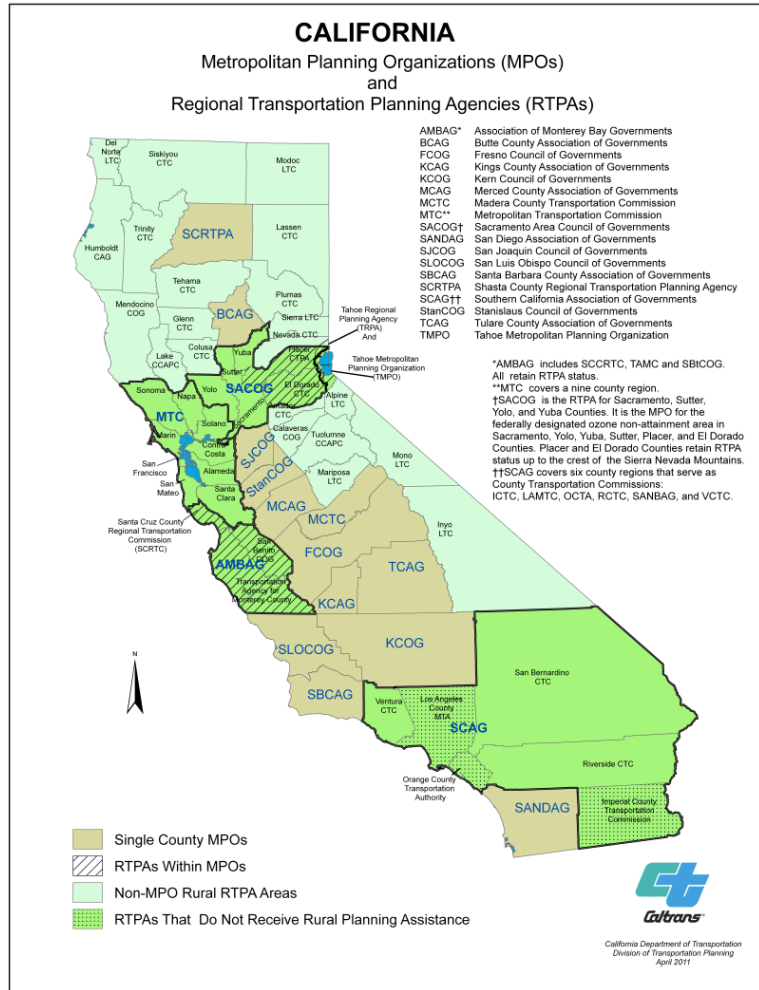 CALIFORNIA
Metropolitan Planning Organizations (MPOs)
and
Regional Transportation Planning Agencies (RTPAs)
AMBAG* Association of Monterey Bay Governments
BCAG Butte County Association of Governments
FCOG Fresno Council of Governments
KCAG Kings County Association of Governments
KCOG Kern Council of Governments
MCAG Merced County Association of Governments
MCTC Madera County Transportation Commission
MTC** Metropolitan Transportation Commission
SACOG† Sacramento Area Council of Governments
SANDAG San Diego Association of Governments
SJCOG San Joaquin Council of Governments
SLOCOG San Luis Obispo Council of Governments
SBCAG Santa Barbara County Association of Governments
SCRTPA Shasta County Regional Transportation Planning Agency
SCAG†† Southern California Association of Governments
StanCOG Stanislaus Council of Governments
TCAG Tulare County Association of Governments
TMPO Tahoe Metropolitan Planning Organization
*AMBAG includes SCCRTC, TAMC and SBtCOG.
All retain RTPA status.
**MTC covers a nine county region.
†SACOG is the RTPA for Sacramento, Sutter,
Yolo, and Yuba Counties. It is the MPO for the
federally designated ozone non-attainment area in
Sacramento, Yolo, Yuba, Sutter, Placer, and El Dorado
Counties. Placer and El Dorado Counties retain RTPA
status up to the crest of the Sierra Nevada Mountains.
††SCAG covers six county regions that serve as
County Transportation Commissions:
ICTC, LAMTC, OCTA, RCTC, SANBAG, and VCTC.
Del
Norte
LTC
Siskiyou
CTC
Modoc
LTC
Humboldt
CAG
Trinity
CTC
SCRTPA
Lassen
CTC
Tehama
CTC
Plumas
CTC
Mendocino
COG
Glenn
CTC
BCAG
Sierra LTC
Nevada CTC
Tahoe Regional
Planning Agency
(TRPA)
And
Tahoe Metropolitan
Planning Organization
(TMPO)
Lake
CCAPC
Colusa
CTC
Yuba
Sutter
Placer
CTPA
El Dorado
CTC
Sonoma
Napa
Yolo
SACOG
Sacramento
Amador
CTC
Alpine
LTC
MTC
Solano
Marin
Contra
Costa
Alameda
Santa
Clara
San
Francisco
San
Mateo
Calaveras
COG
Tuolumne
CCAPC
Mono
LTC
Mariposa
LTC
SJCOG
StanCOG
MCAG
MCTC
Inyo
LTC
Santa Cruz County
Regional Transportation
Commission
(SCRTC)
San
Benito
COG
AMBAG
Transportation
Agency for
Monterey County
FCOG
TCAG
KCAG
SLOCOG
KCOG
SBCAG
N
San Bernardino
CTC
Ventura
CTC
Los Angeles
County
MTA
SCAG
Riverside CTC
Orange County
Transportation
Authority
SANDAG
Imperial County
Transportation
Commission
Single County MPOs
RTPAs Within MPOs
Non-MPO Rural RTPA Areas
RTPAs That Do Not Receive Rural Planning Assistance
ct
Caltrans
California Department of Transportation
Division of Transportation Planning
April 2011